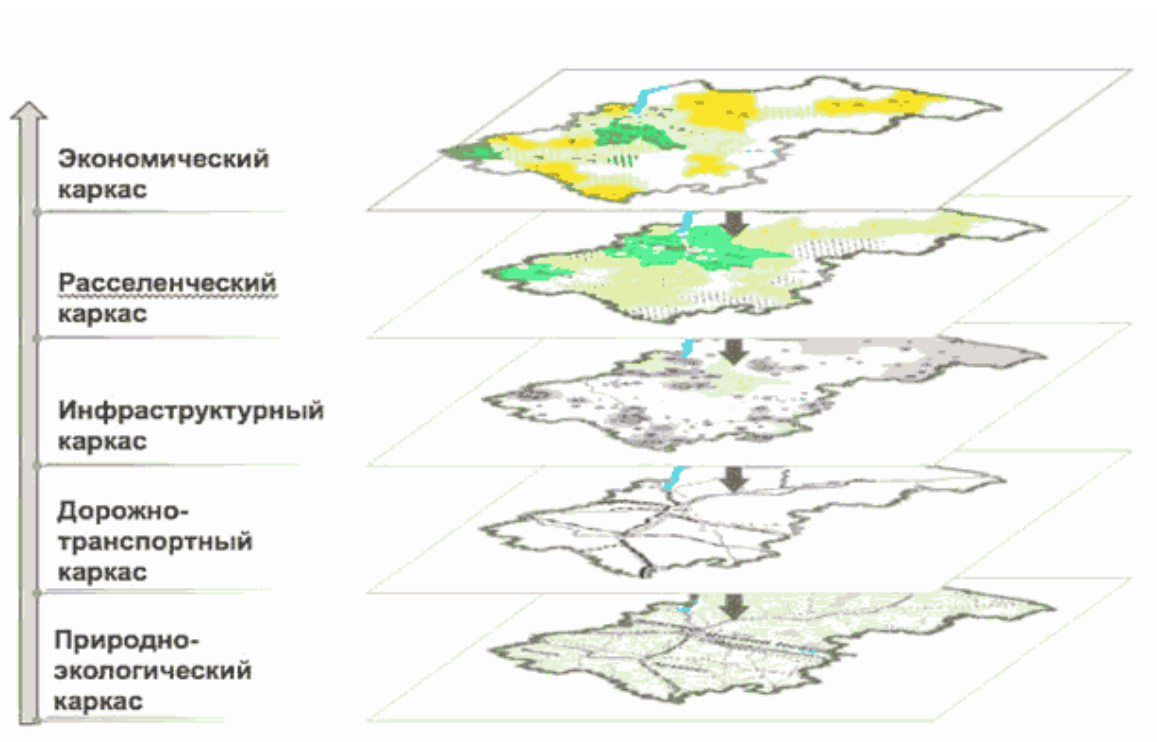 Экономический
каркас
Расселенческий
каркас
Инфраструктурный
каркас
Дорожно-
транспортный
каркас
Природно-
экологический
каркас